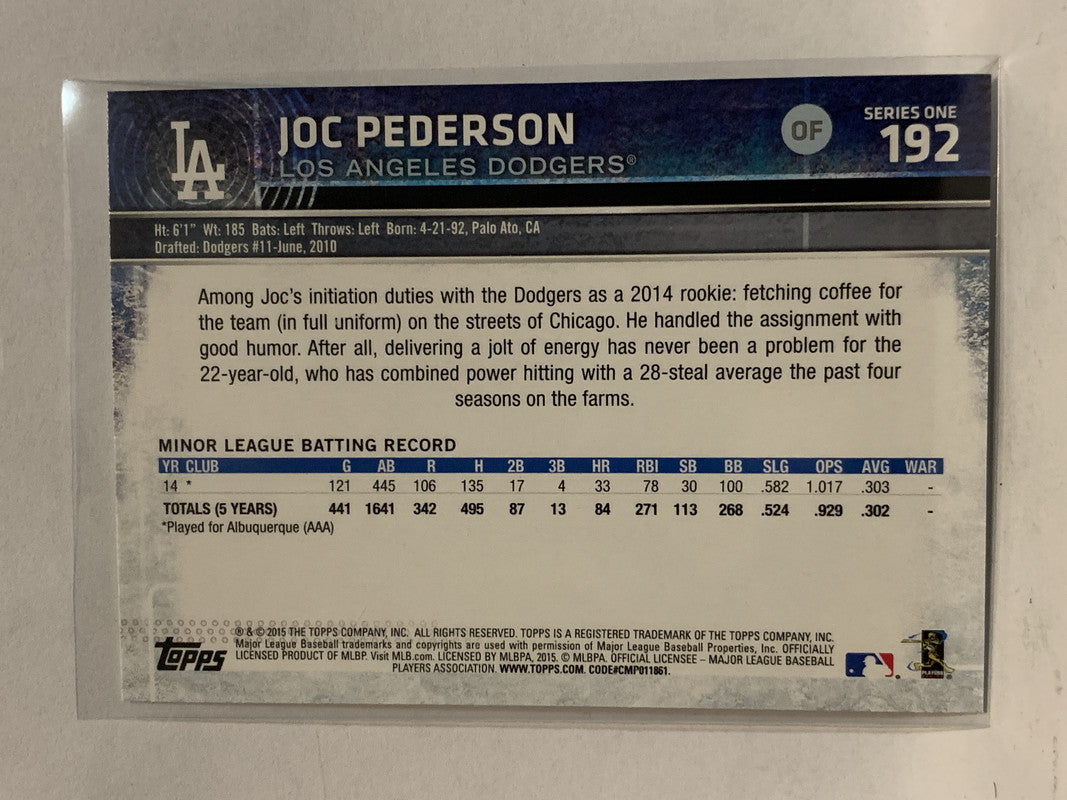 LA
JOC PEDERSON
LOS ANGELES DODGERS®
OF
SERIES ONE
192
Ht: 6'1" Wt: 185 Bats: Left Throws: Left Born: 4-21-92, Palo Ato, CA
Drafted: Dodgers #11-June, 2010
Among Joc's initiation duties with the Dodgers as a 2014 rookie: fetching coffee for
the team (in full uniform) on the streets of Chicago. He handled the assignment with
good humor. After all, delivering a jolt of energy has never been a problem for the
22-year-old, who has combined power hitting with a 28-steal average the past four
seasons on the farms.
MINOR LEAGUE BATTING RECORD
YR CLUB G AB R H 2B 3B HR RBI SB BB SLG OPS AVG WAR
14 * 121 445 106 135 17 4 33 78 30 100 .582 1.017 .303 -
TOTALS (5 YEARS) 441 1641 342 495 87 13 84 271 113 268 .524 .929 .302 -
*Played for Albuquerque (AAA)
topps
® & © 2015 THE TOPPS COMPANY, INC. ALL RIGHTS RESERVED. TOPPS IS A REGISTERED TRADEMARK OF THE TOPPS COMPANY, INC.
Major League Baseball trademarks and copyrights are used with permission of Major League Baseball Properties, Inc. OFFICIALLY
LICENSED PRODUCT OF MLBP. Visit MLB.com. LICENSED BY MLBPA, 2015. © MLBPA. OFFICIAL LICENSEE – MAJOR LEAGUE BASEBALL
PLAYERS ASSOCIATION. WWW.TOPPS.COM. CODE#CMP011861.
PLAYERS